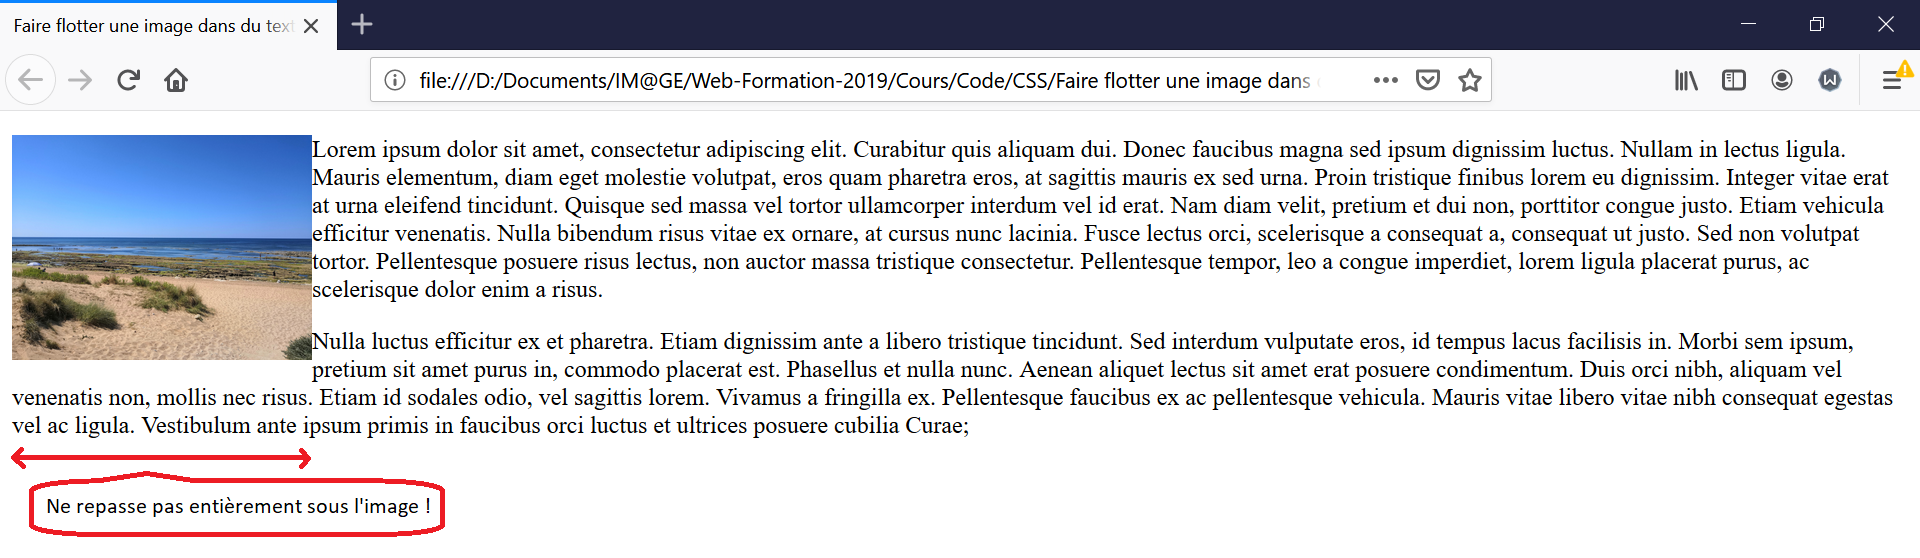 Faire flotter une image dans du text
file:///D:/Documents/IM@GE/Web-Formation-2019/Cours/Code/CSS/Faire flotter une image dans
Lorem ipsum dolor sit amet, consectetur adipiscing elit. Curabitur quis aliquam dui. Donec faucibus magna sed ipsum dignissim luctus. Nullam in lectus ligula.
Mauris elementum, diam eget molestie volutpat, eros quam pharetra eros, at sagittis mauris ex sed urna. Proin tristique finibus lorem eu dignissim. Integer vitae erat
at urna eleifend tincidunt. Quisque sed massa vel tortor ullamcorper interdum vel id erat. Nam diam velit, pretium et dui non, porttitor congue justo. Etiam vehicula
efficitur venenatis. Nulla bibendum risus vitae ex ornare, at cursus nunc lacinia. Fusce lectus orci, scelerisque a consequat a, consequat ut justo. Sed non volutpat
tortor. Pellentesque posuere risus lectus, non auctor massa tristique consectetur. Pellentesque tempor, leo a congue imperdiet, lorem ligula placerat purus, ac
scelerisque dolor enim a risus.
Nulla luctus efficitur ex et pharetra. Etiam dignissim ante a libero tristique tincidunt. Sed interdum vulputate eros, id tempus lacus facilisis in. Morbi sem ipsum,
pretium sit amet purus in, commodo placerat est. Phasellus et nulla nunc. Aenean aliquet lectus sit amet erat posuere condimentum. Duis orci nibh, aliquam vel
venenatis non, mollis nec risus. Etiam id sodales odio, vel sagittis lorem. Vivamus a fringilla ex. Pellentesque faucibus ex ac pellentesque vehicula. Mauris vitae libero vitae nibh consequat egestas
vel ac ligula. Vestibulum ante ipsum primis in faucibus orci luctus et ultrices posuere cubilia Curae;
Ne repasse pas entièrement sous l'image !